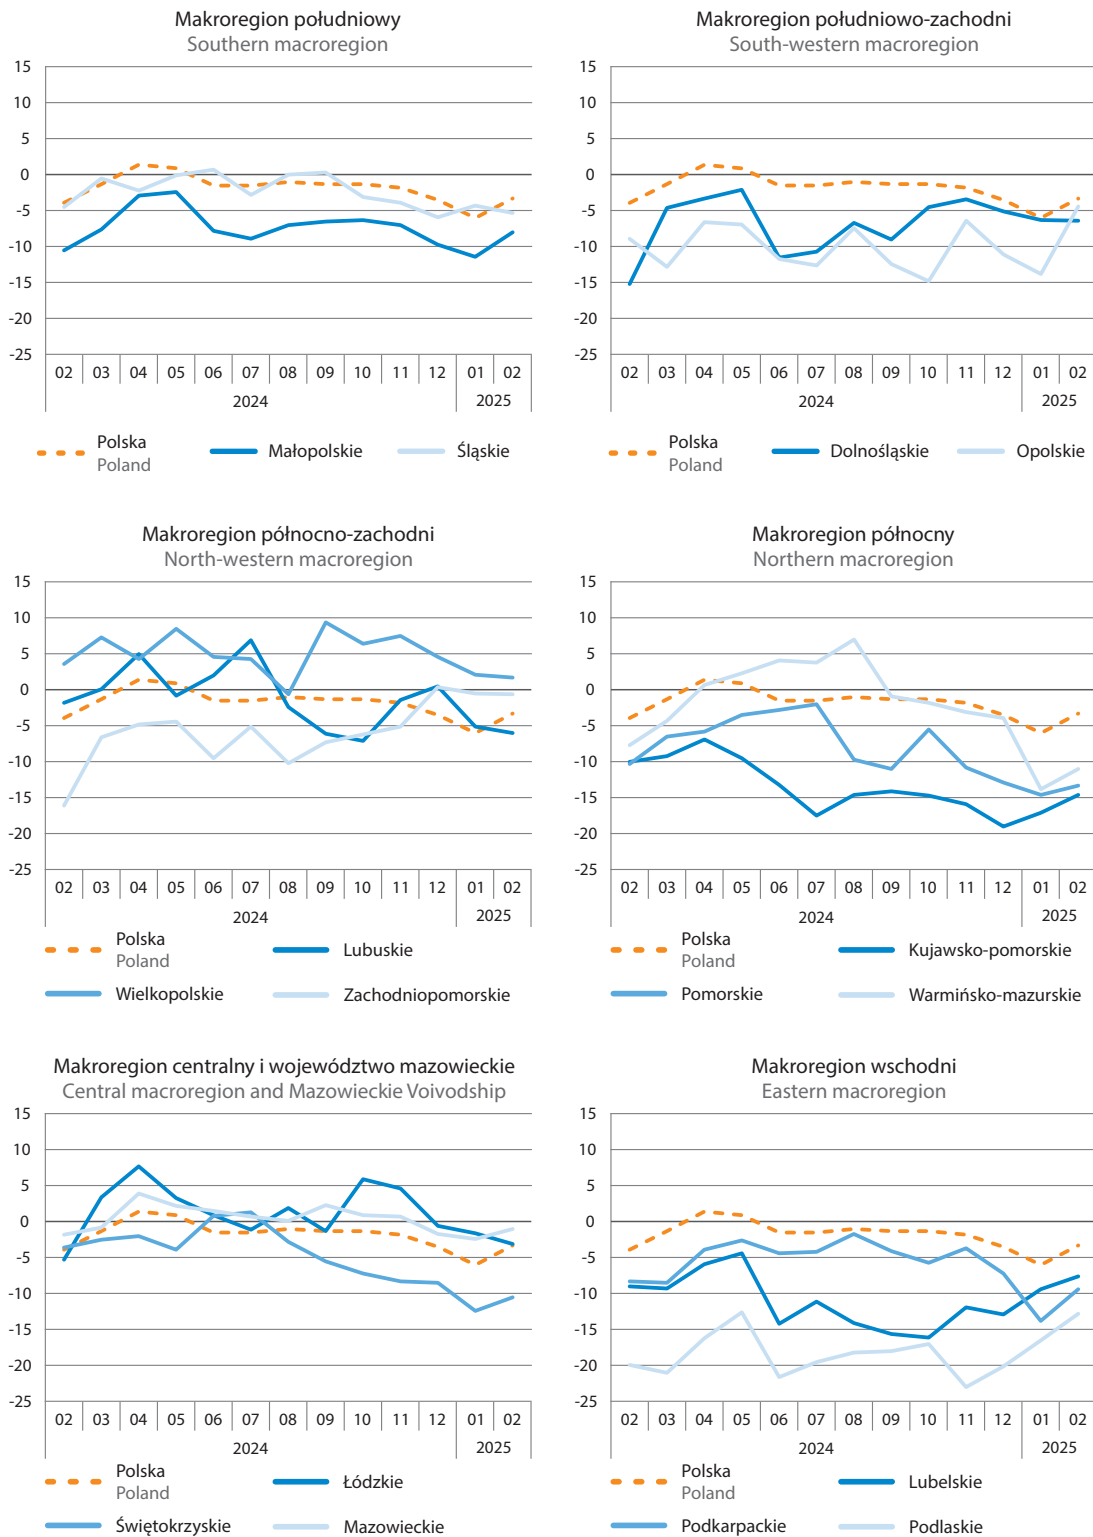 Makroregion południowy
Southern macroregion
15
10
5
0
-5
-10
-15
-20
-25
02 03 04 05 06 07 08 09 10 11 12 01 02
2024 2025
Polska
Poland
Małopolskie
Śląskie
Makroregion południowo-zachodni
South-western macroregion
15
10
5
0
-5
-10
-15
-20
-25
02 03 04 05 06 07 08 09 10 11 12 01 02
2024 2025
Polska
Poland
Dolnośląskie
Opolskie
Makroregion północno-zachodni
North-western macroregion
15
10
5
0
-5
-10
-15
-20
-25
02 03 04 05 06 07 08 09 10 11 12 01 02
2024 2025
Polska
Poland
Lubuskie
Wielkopolskie
Zachodniopomorskie
Makroregion północny
Northern macroregion
15
10
5
0
-5
-10
-15
-20
-25
02 03 04 05 06 07 08 09 10 11 12 01 02
2024 2025
Polska
Poland
Kujawsko-pomorskie
Pomorskie
Warmińsko-mazurskie
Makroregion centralny i województwo mazowieckie
Central macroregion and Mazowieckie Voivodship
15
10
5
0
-5
-10
-15
-20
-25
02 03 04 05 06 07 08 09 10 11 12 01 02
2024 2025
Polska
Poland
Łódzkie
Świętokrzyskie
Mazowieckie
Makroregion wschodni
Eastern macroregion
15
10
5
0
-5
-10
-15
-20
-25
02 03 04 05 06 07 08 09 10 11 12 01 02
2024 2025
Polska
Poland
Lubelskie
Podkarpackie
Podlaskie